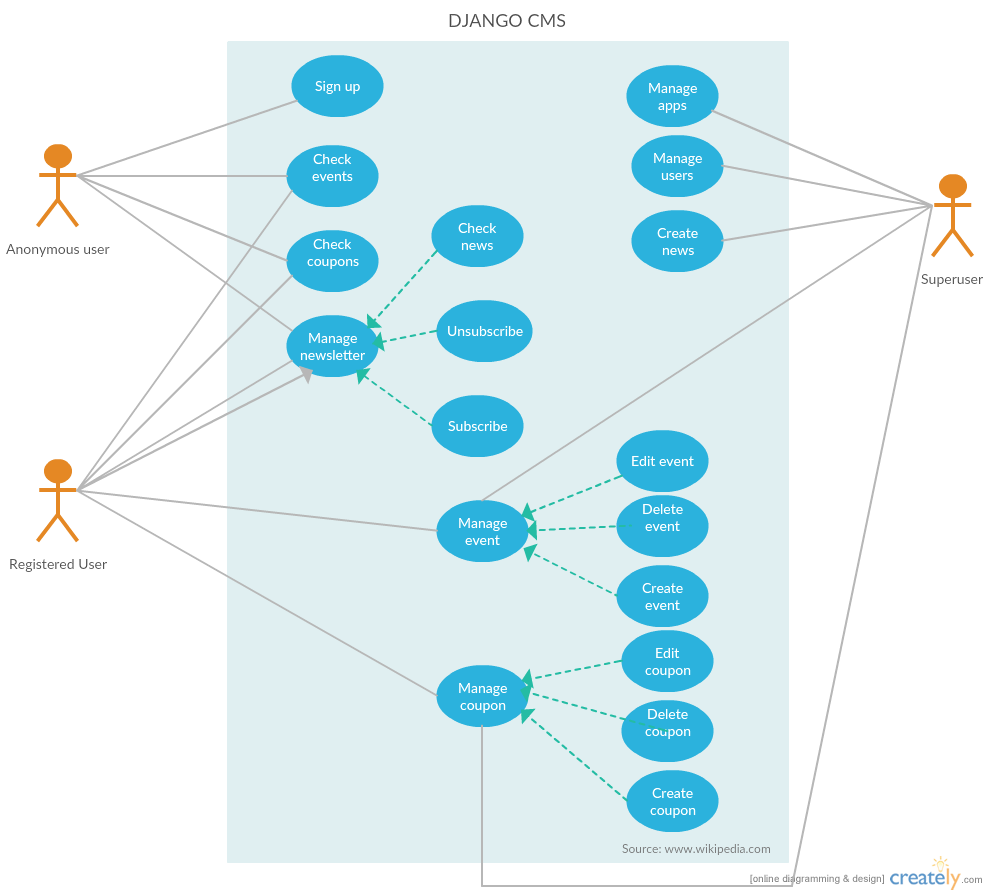 DJANGO CMS
Sign up
Manage
apps
Check
events
Manage
users
Anonymous user
Check
coupons
Check
news
Create
news
Superuser
Manage
newsletter
Unsubscribe
Subscribe
Registered User
Edit event
Manage
event
Delete
event
Create
event
Edit
coupon
Manage
coupon
Delete
coupon
Create
coupon
Source: www.wikipedia.com
[online diagramming & design] creately.com